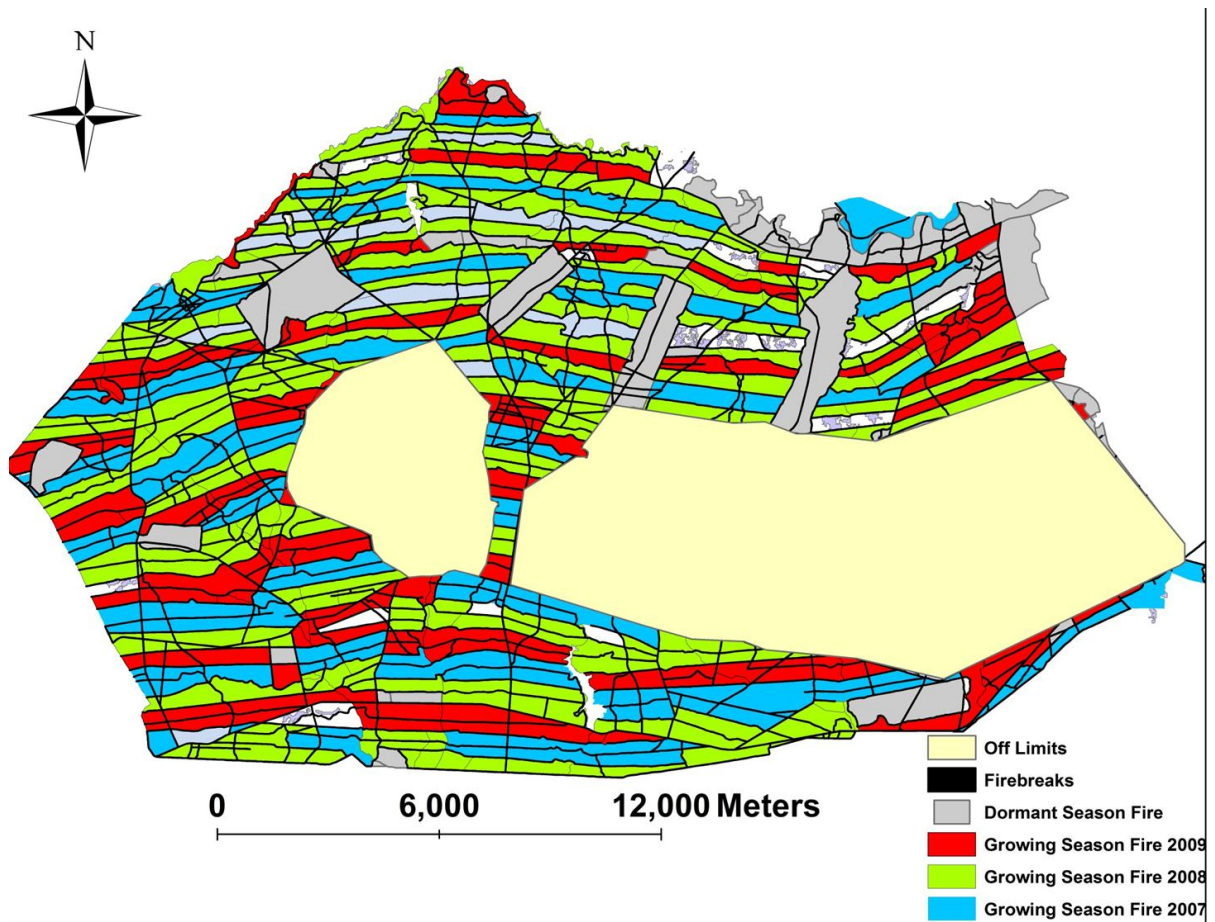 N
0 6,000 12,000 Meters
Off Limits
Firebreaks
Dormant Season Fire
Growing Season Fire 2009
Growing Season Fire 2008
Growing Season Fire 2007